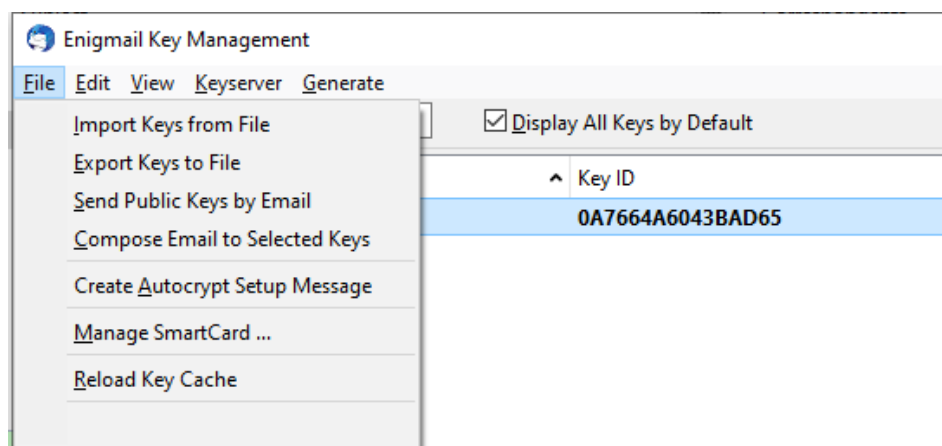 Enigmail Key Management
File Edit View Keyserver Generate
Import Keys from File
Export Keys to File
Send Public Keys by Email
Compose Email to Selected Keys
Create Autocrypt Setup Message
Manage SmartCard ...
Reload Key Cache
Display All Keys by Default
Key ID
0A7664A6043BAD65